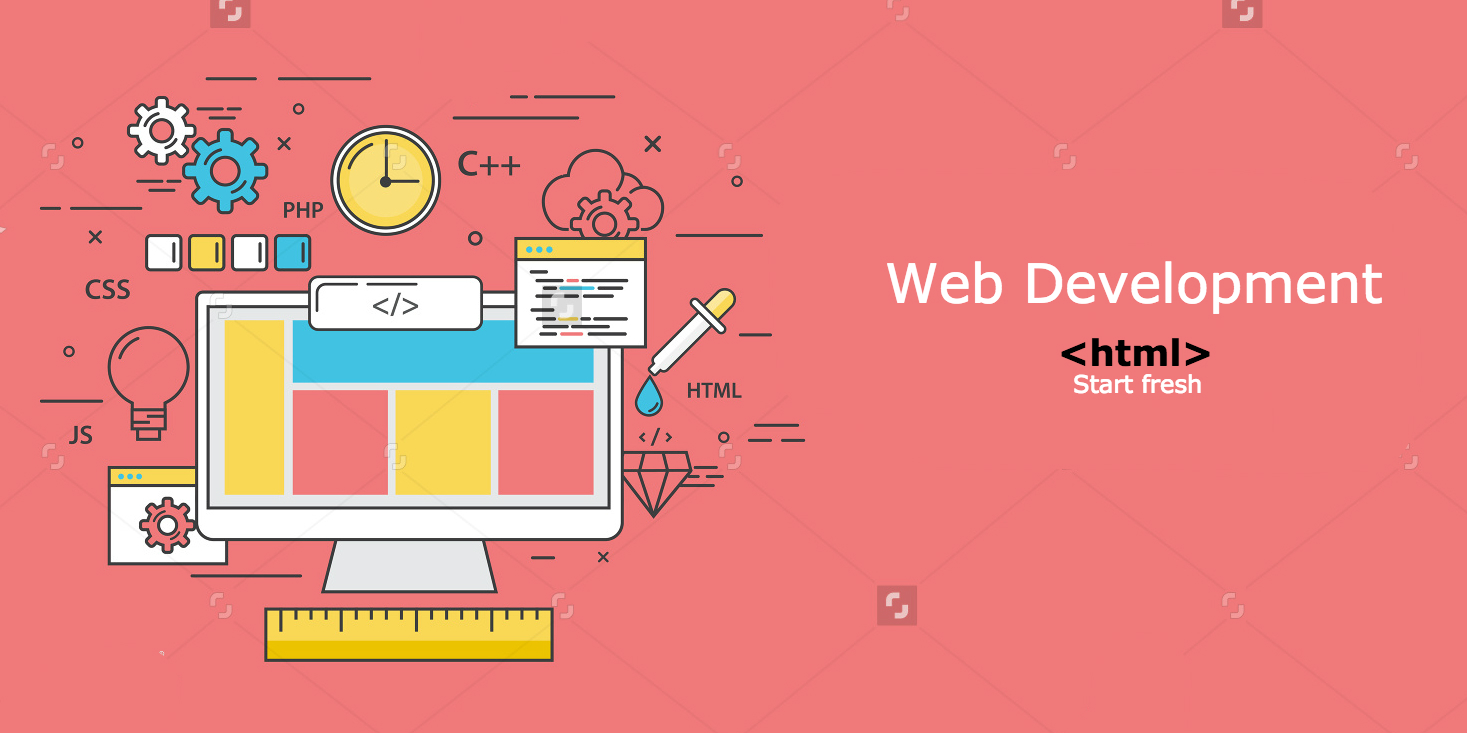 C++
PHP
CSS
</>
HTML
JS
</>
Web Development
<html>
Start fresh